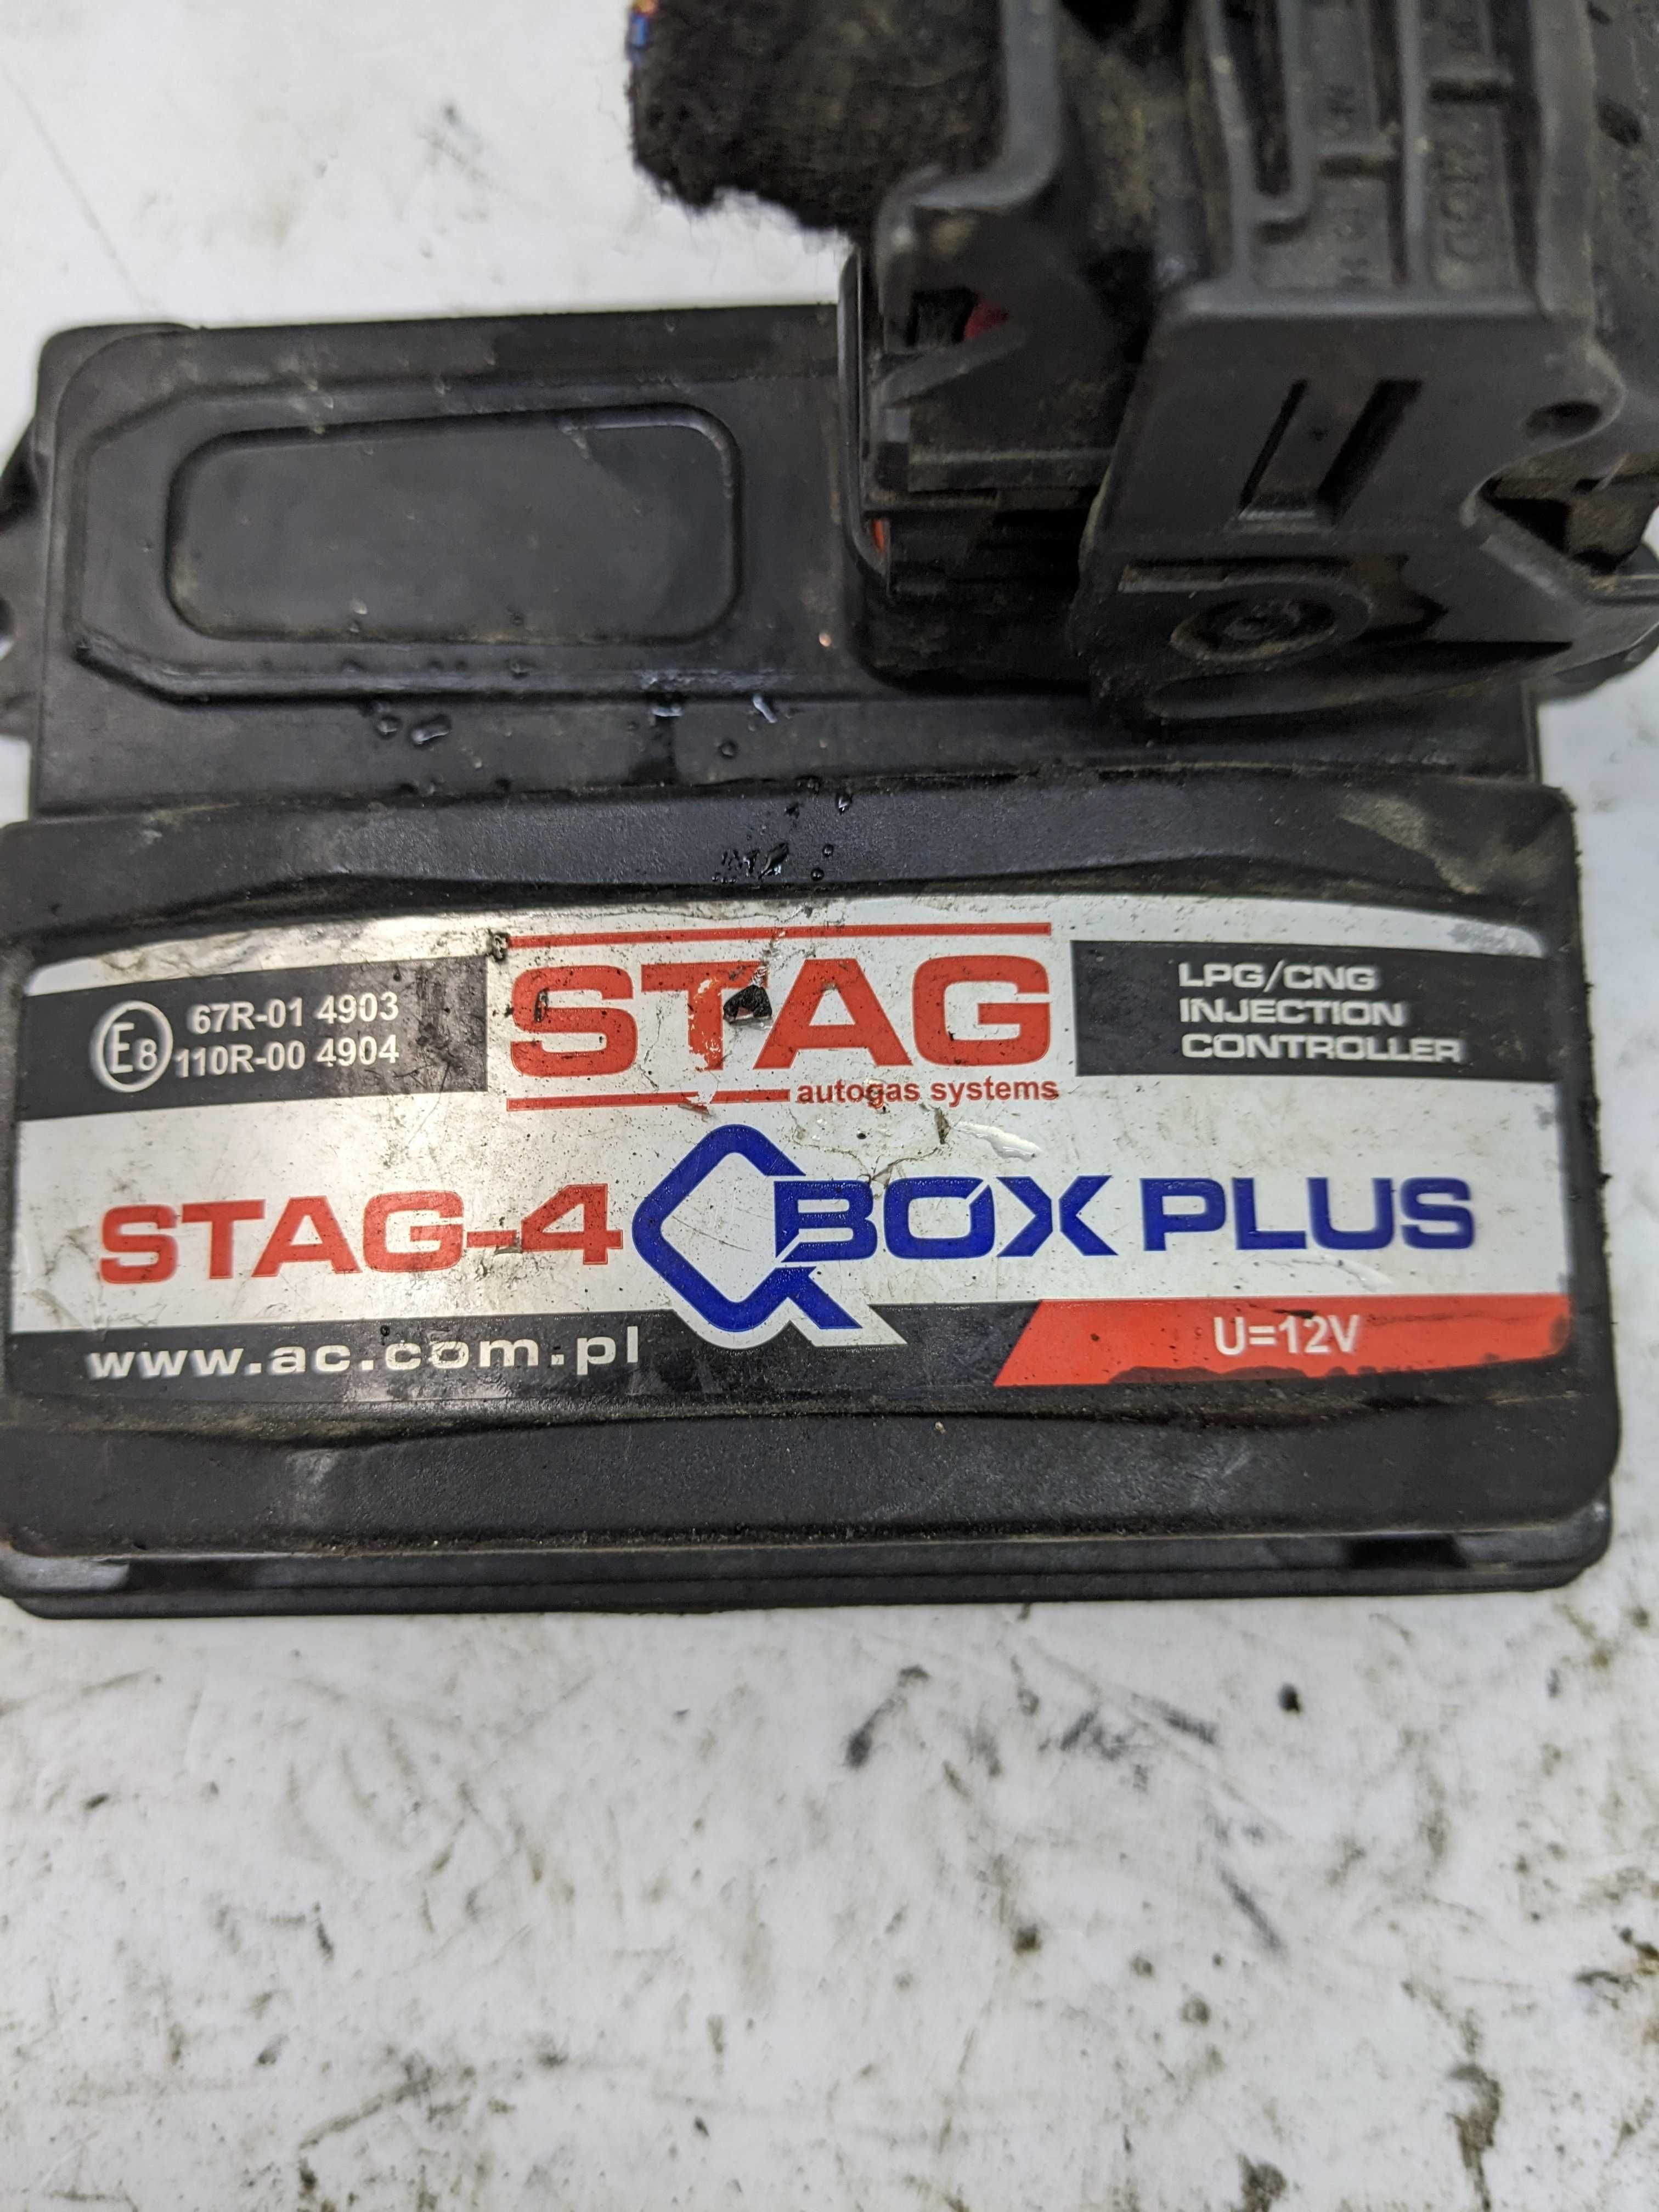 E8
67R-01 4903
110R-00 4904
STAG
autogas systems
LPG/CNG
INJECTION
CONTROLLER
STAG-4 QBOX PLUS
www.ac.com.pl
U=12V